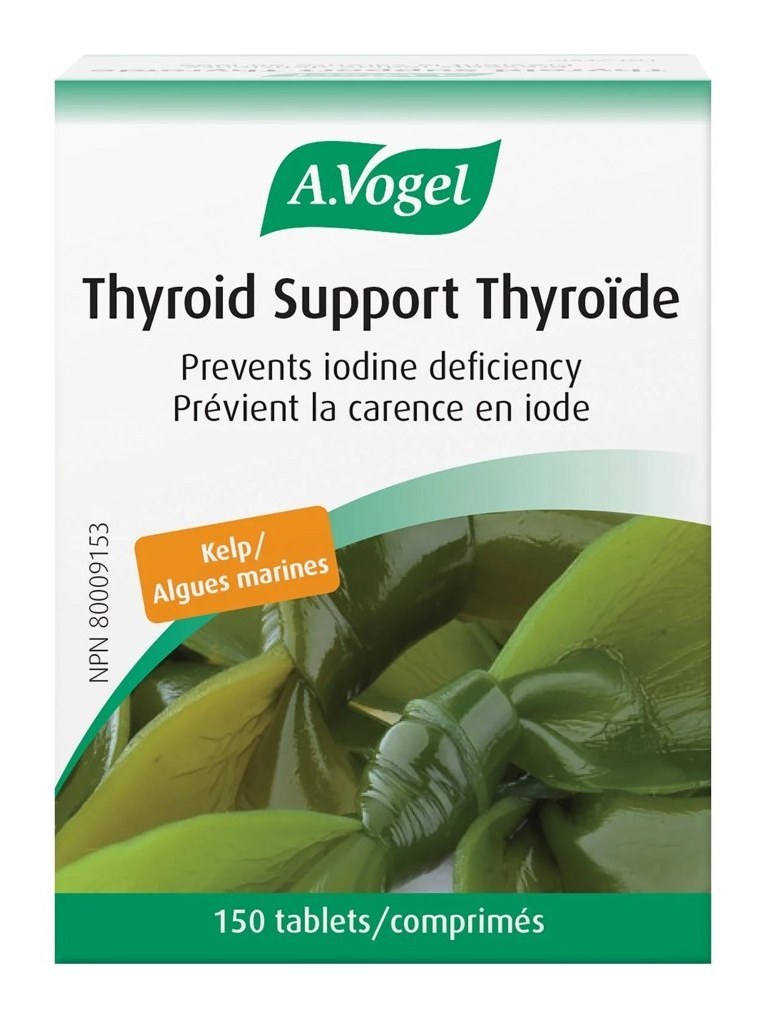 A.Vogel
Thyroid Support Thyroïde
Prevents iodine deficiency
Prévient la carence en iode
Kelp/
Algues marines
NPN 80009153
150 tablets/comprimés